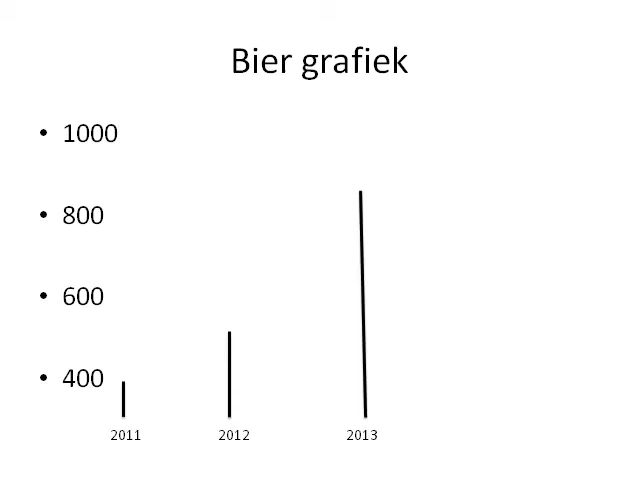 Bier grafiek
• 1000
• 800
• 600
• 400
2011 2012 2013